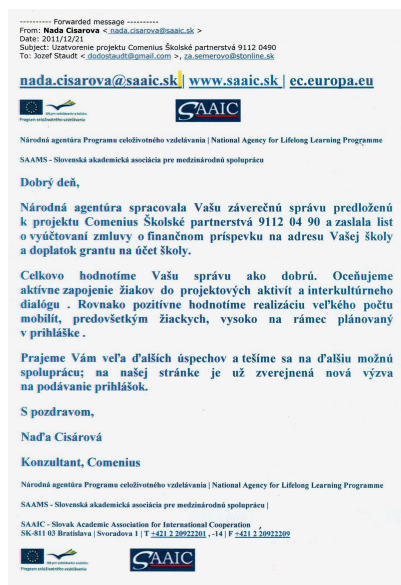 ---------- Forwarded message ----------
From: Nada Cisarova < nada.cisarova@saaic.sk >
Date: 2011/12/21
Subject: Uzatvorenie projektu Comenius Školské partnerstvá 9112 0490
To: Jozef Staudt < dodostaudt@gmail.com >, za.semerovo@stonline.sk
nada.cisarova@saaic.sk | www.saaic.sk | ec.europa.eu
Program celoživotného vzdelávania
SAAIC
Národná agentúra Programu celoživotného vzdelávania | National Agency for Lifelong Learning Programme
SAAMS - Slovenská akademická asociácia pre medzinárodnú spoluprácu
Dobrý deň,
Národná agentúra spracovala Vašu záverečnú správu predloženú
k projektu Comenius Školské partnerstvá 9112 04 90 a zaslala list
o vyúčtovaní zmluvy o finančnom príspevku na adresu Vašej školy
a doplatok grantu na účet školy.
Celkovo hodnotíme Vašu správu ako dobrú. Oceňujeme
aktívne zapojenie žiakov do projektových aktivít a interkultúrneho
dialógu . Rovnako pozitívne hodnotíme realizáciu veľkého počtu
mobilít, predovšetkým žiackych, vysoko na rámec plánovaný
v prihláške .
Prajeme Vám veľa ďalších úspechov a tešíme sa na ďalšiu možnú
spoluprácu; na našej stránke je už zverejnená nová výzva
na podávanie prihlášok.
S pozdravom,
Naďa Cisárová
Konzultant, Comenius
Národná agentúra Programu celoživotného vzdelávania | National Agency for Lifelong Learning Programme
SAAMS - Slovenská akademická asociácia pre medzinárodnú spoluprácu |
SAAIC - Slovak Academic Association for International Cooperation
SK-811 03 Bratislava | Svoradova 1 | T +421 2 20922201 , -14 | F +421 2 20922209
Program celoživotného vzdelávania
SAAIC